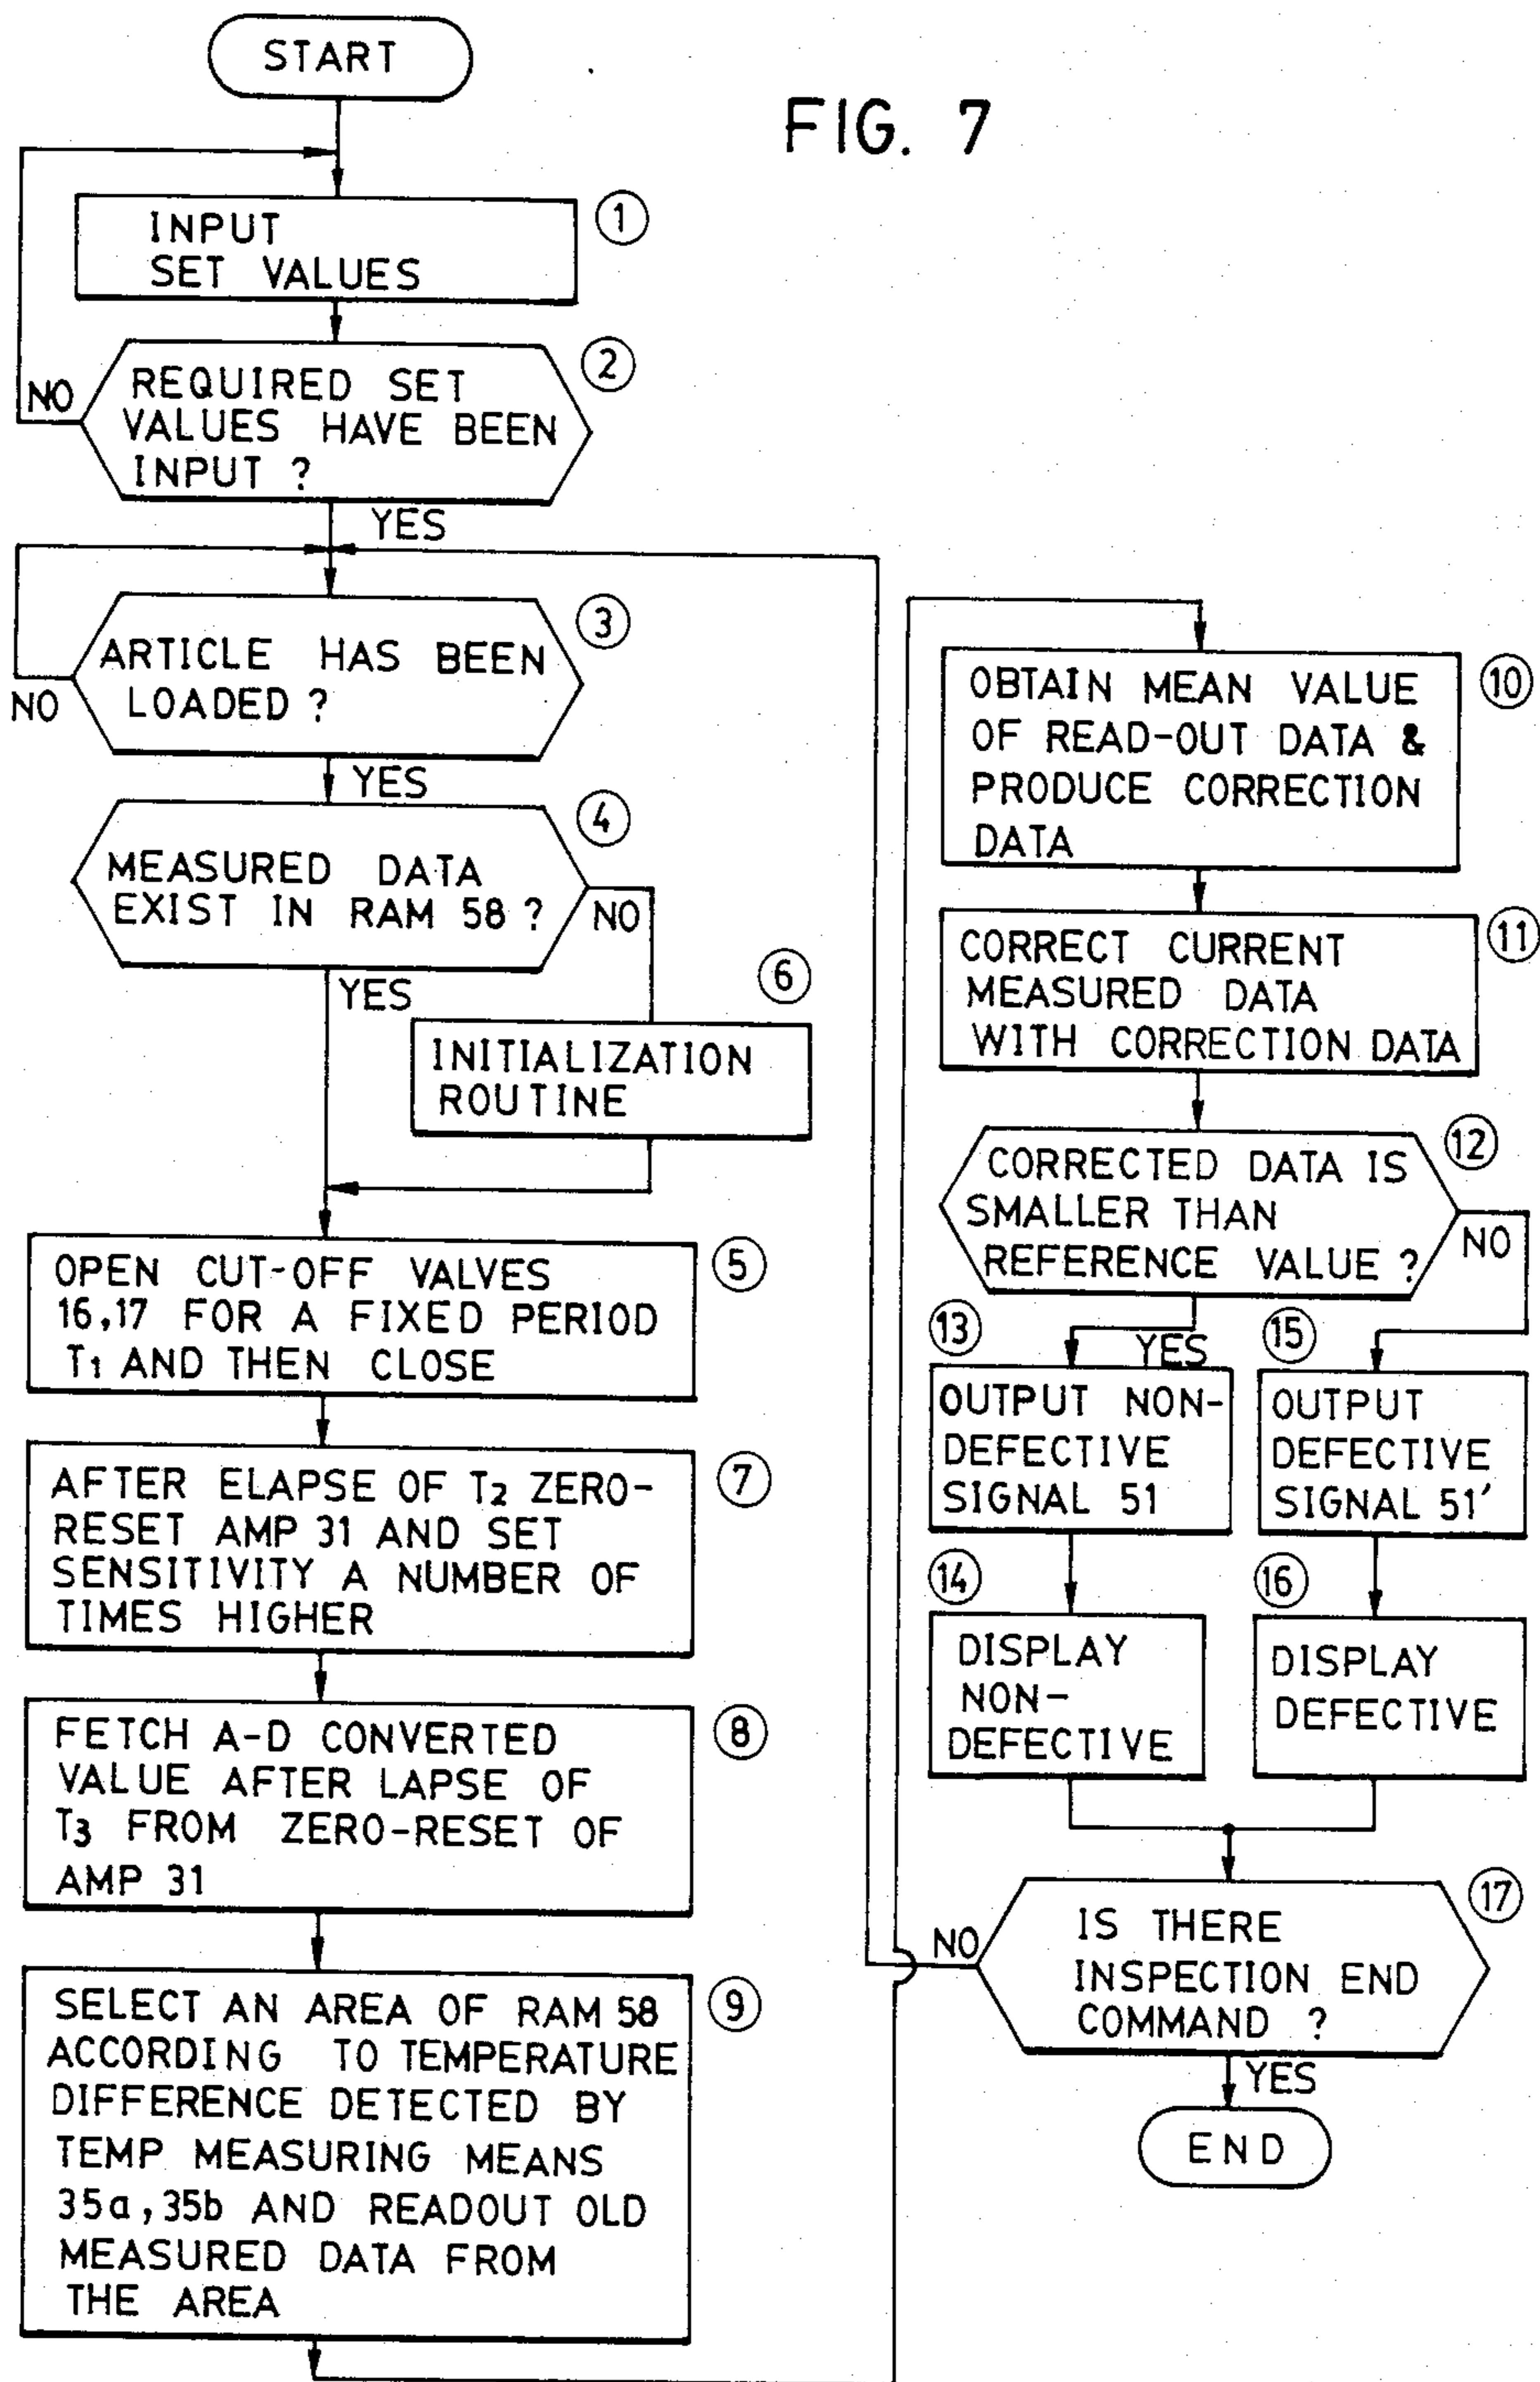 START
FIG. 7
1
INPUT
SET VALUES
2
REQUIRED SET
VALUES HAVE BEEN
INPUT ?
NO
YES
3
ARTICLE HAS BEEN
LOADED ?
NO
YES
4
MEASURED DATA
EXIST IN RAM 58 ?
NO
YES
6
INITIALIZATION
ROUTINE
5
OPEN CUT-OFF VALVES
16,17 FOR A FIXED PERIOD
T1 AND THEN CLOSE
7
AFTER ELAPSE OF T2 ZERO-
RESET AMP 31 AND SET
SENSITIVITY A NUMBER OF
TIMES HIGHER
8
FETCH A-D CONVERTED
VALUE AFTER LAPSE OF
T3 FROM ZERO-RESET OF
AMP 31
9
SELECT AN AREA OF RAM 58
ACCORDING TO TEMPERATURE
DIFFERENCE DETECTED BY
TEMP MEASURING MEANS
35a, 35b AND READOUT OLD
MEASURED DATA FROM
THE AREA
10
OBTAIN MEAN VALUE
OF READ-OUT DATA &
PRODUCE CORRECTION
DATA
11
CORRECT CURRENT
MEASURED DATA
WITH CORRECTION DATA
12
CORRECTED DATA IS
SMALLER THAN
REFERENCE VALUE ?
NO
YES
13
OUTPUT NON-
DEFECTIVE
SIGNAL 51
14
DISPLAY
NON-
DEFECTIVE
15
OUTPUT
DEFECTIVE
SIGNAL 51'
16
DISPLAY
DEFECTIVE
17
IS THERE
INSPECTION END
COMMAND ?
NO
YES
END